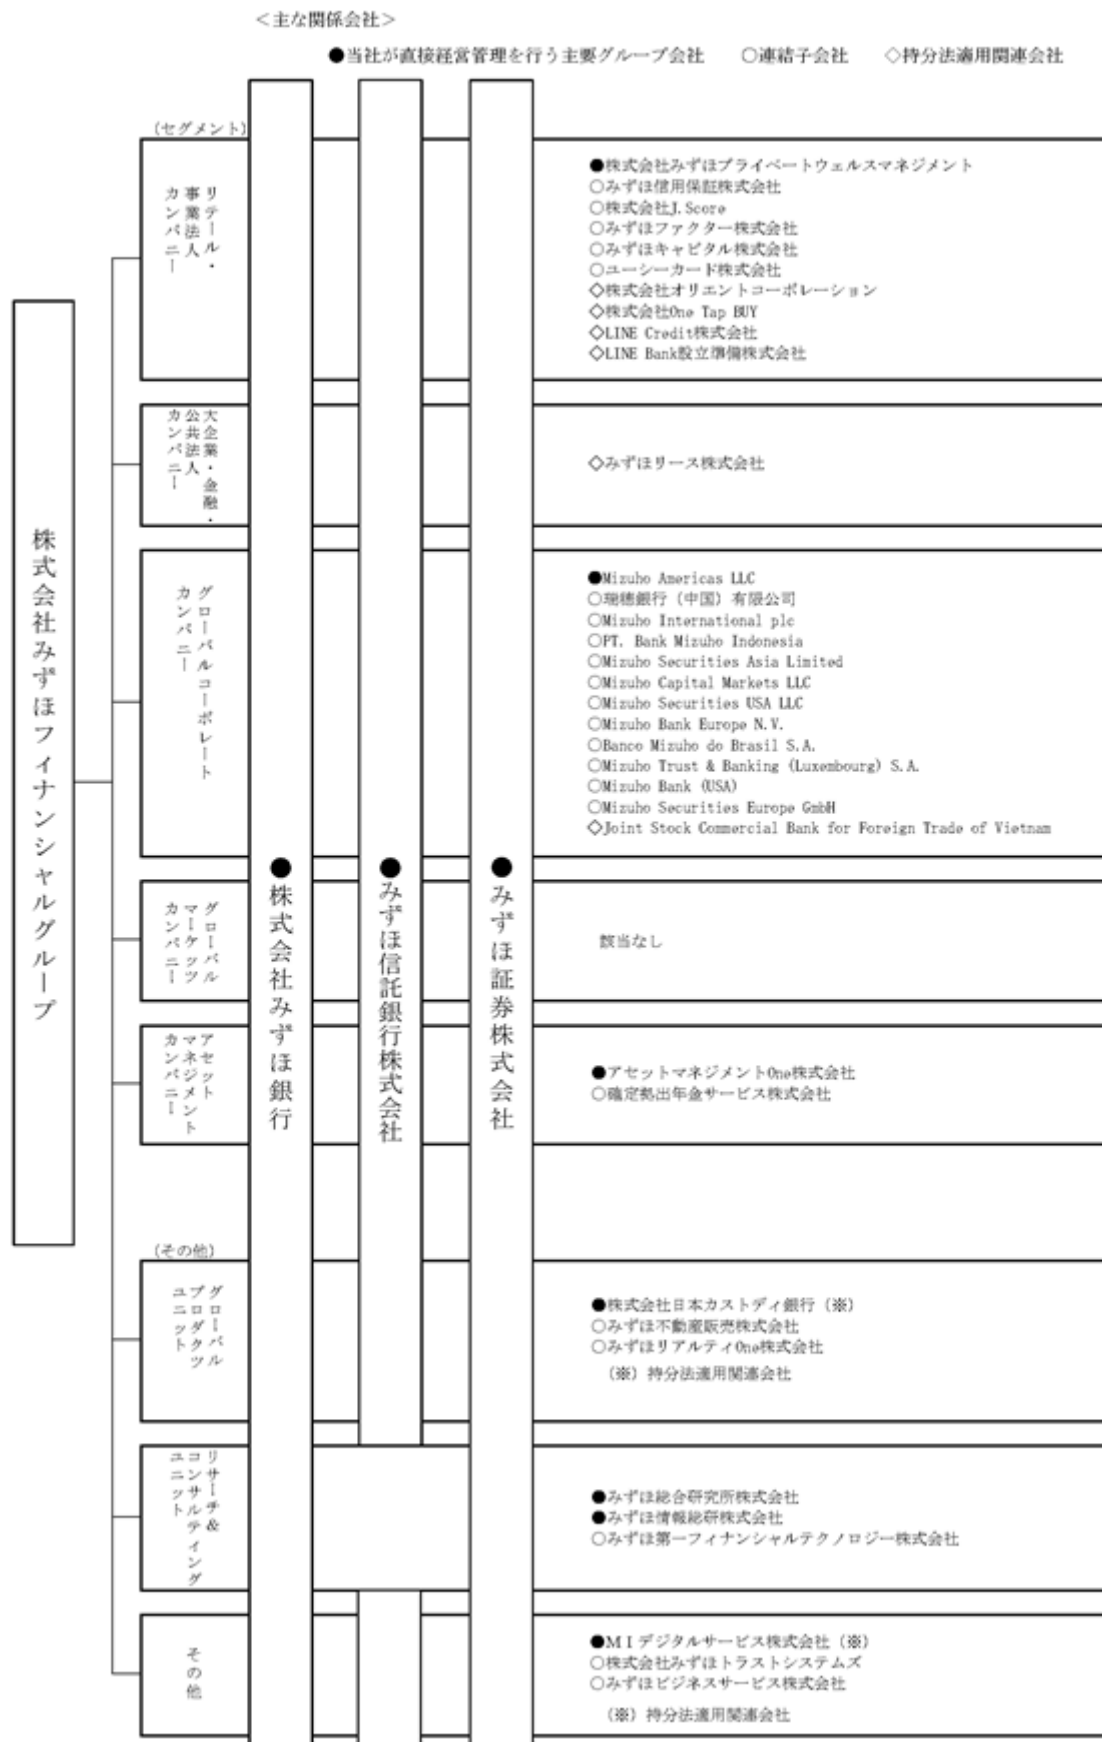 ＜主な関係会社＞
●当社が直接経営管理を行う主要グループ会社　○連結子会社　◇持分法適用関連会社
株式会社みずほフィナンシャルグループ
(セグメント)
●株式会社みずほ銀行
●みずほ信託銀行株式会社
●みずほ証券株式会社
リテール・
事業法人
カンパニー
●株式会社みずほプライベートウェルスマネジメント
○みずほ信用保証株式会社
○株式会社J.Score
○みずほファクター株式会社
○みずほキャピタル株式会社
○ユーシーカード株式会社
◇株式会社オリエントコーポレーション
◇株式会社One Tap BUY
◇LINE Credit株式会社
◇LINE Bank設立準備株式会社
大企業・金融・
公共法人
カンパニー
◇みずほリース株式会社
グローバルコーポレート
カンパニー
●Mizuho Americas LLC
○瑞穂銀行（中国）有限公司
○Mizuho International plc
○PT. Bank Mizuho Indonesia
○Mizuho Securities Asia Limited
○Mizuho Capital Markets LLC
○Mizuho Securities USA LLC
○Mizuho Bank Europe N.V.
○Banco Mizuho do Brasil S.A.
○Mizuho Trust & Banking (Luxembourg) S.A.
○Mizuho Bank (USA)
○Mizuho Securities Europe GmbH
◇Joint Stock Commercial Bank for Foreign Trade of Vietnam
グローバル
マーケッツ
カンパニー
該当なし
アセット
マネジメント
カンパニー
●アセットマネジメントOne株式会社
○確定拠出年金サービス株式会社
(その他)
グローバル
プロダクツ
ユニット
●株式会社日本カストディ銀行（※）
○みずほ不動産販売株式会社
○みずほリアルティOne株式会社
（※）持分法適用関連会社
リサーチ&
コンサルティング
ユニット
●みずほ総合研究所株式会社
●みずほ情報総研株式会社
○みずほ第一フィナンシャルテクノロジー株式会社
その他
●ＭＩデジタルサービス株式会社（※）
○株式会社みずほトラストシステムズ
○みずほビジネスサービス株式会社
（※）持分法適用関連会社